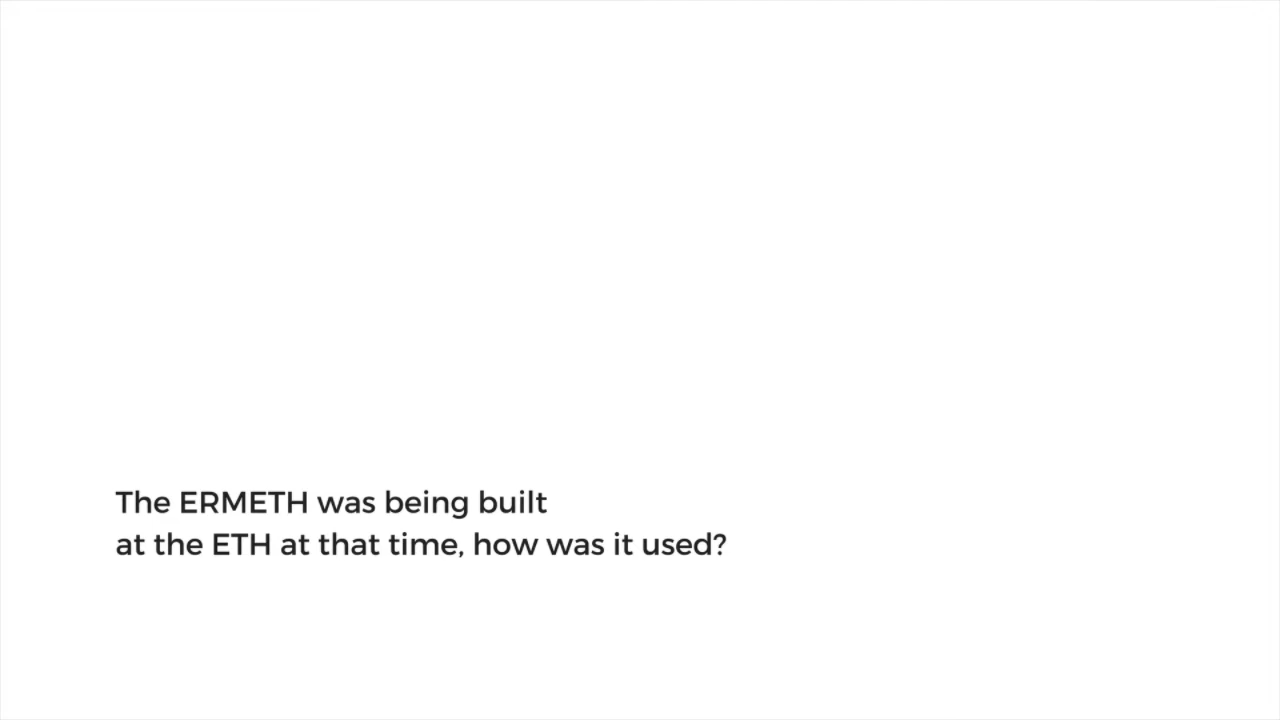 The ERMETH was being built
at the ETH at that time, how was it used?